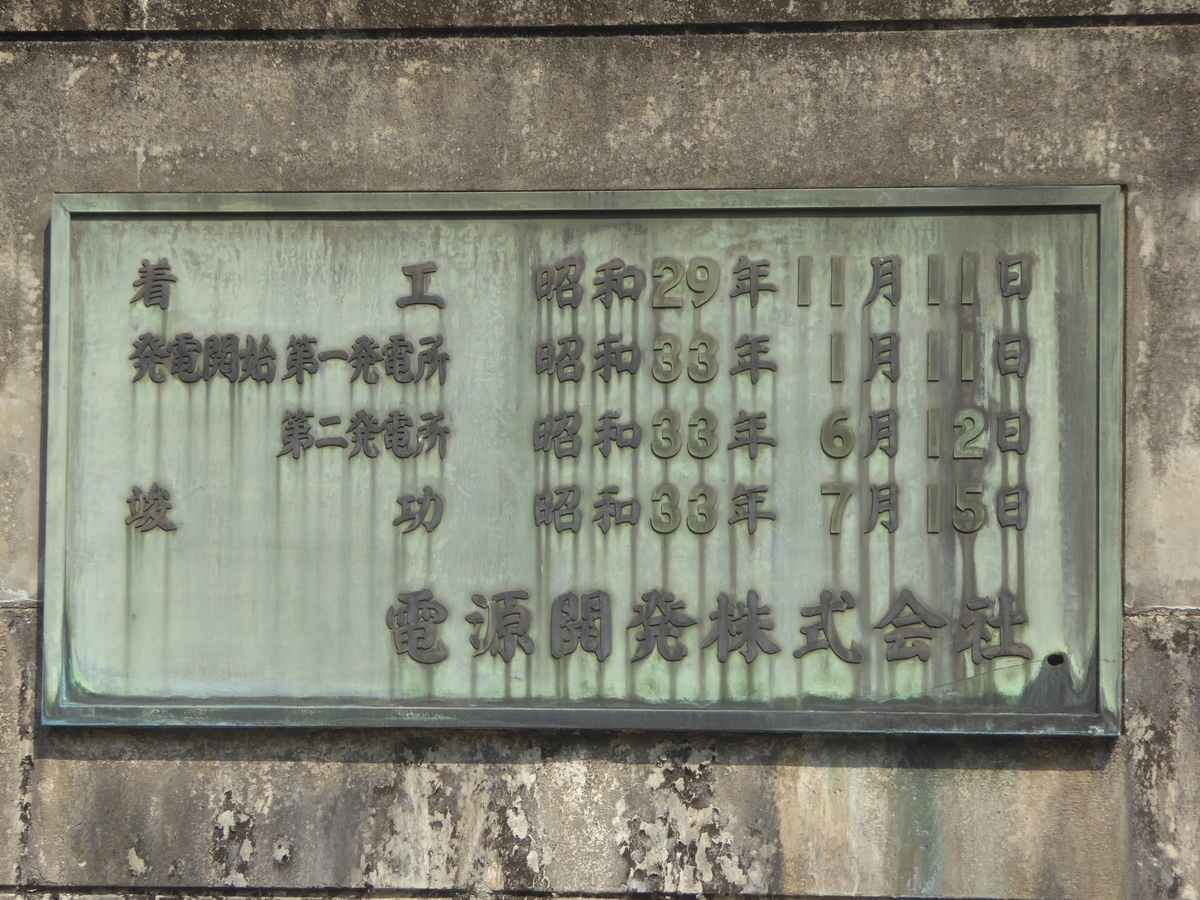 着工 昭和29年11月11日
発電開始 第一発電所 昭和33年1月11日
第二発電所 昭和33年6月12日
竣功 昭和33年7月15日
電源開発株式会社